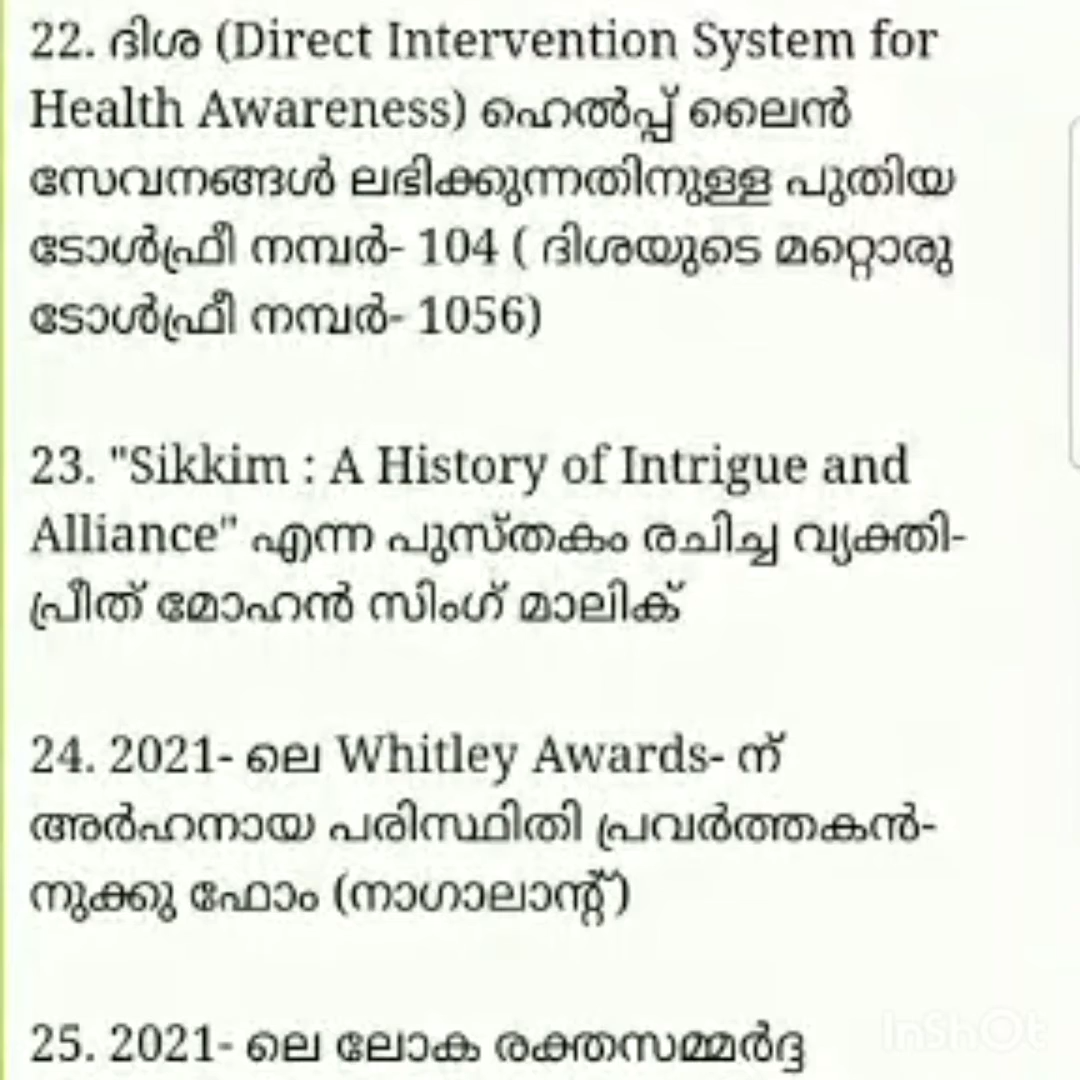 22. ദിശ (Direct Intervention System for
Health Awareness) ഹെൽപ്പ് ലൈൻ
സേവനങ്ങൾ ലഭിക്കുന്നതിനുള്ള പുതിയ
ടോൾഫ്രീ നമ്പർ- 104 ( ദിശയുടെ മറ്റൊരു
ടോൾഫ്രീ നമ്പർ- 1056)
23. "Sikkim : A History of Intrigue and
Alliance" എന്ന പുസ്തകം രചിച്ച വ്യക്തി-
പ്രീത് മോഹൻ സിംഗ് മാലിക്
24. 2021- ലെ Whitley Awards- ന്
അർഹനായ പരിസ്ഥിതി പ്രവർത്തകൻ-
നുക്കു ഫോം (നാഗാലാന്റ്)
25. 2021- ലെ ലോക രക്തസമ്മർദ്ദ
InShOt